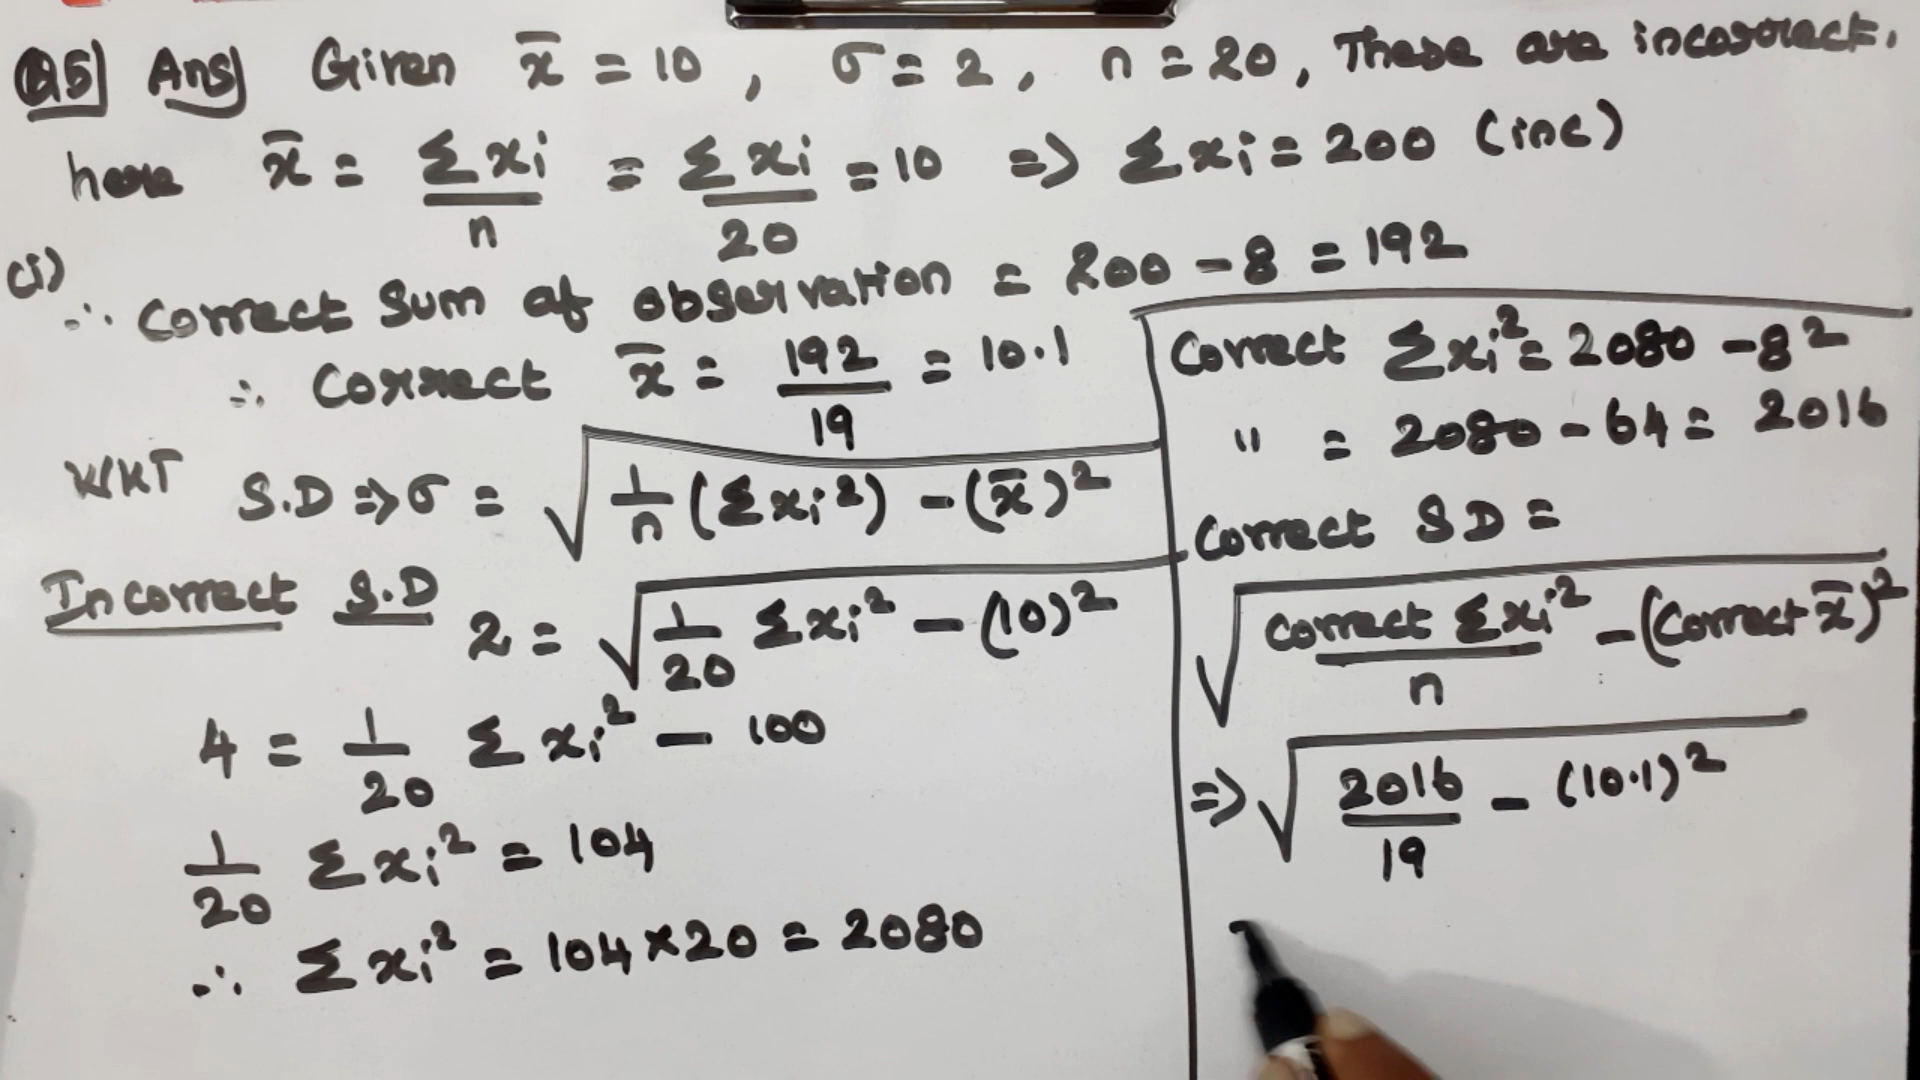 Q5] Ans] Given x̄ = 10, σ = 2, n = 20, These are incorrect.
here x̄ = Σxi/n = Σxi/20 = 10 => Σxi = 200 (inc)
(i)
∴ Correct Sum of observation = 200 - 8 = 192
∴ Correct x̄ = 192/19 = 10.1
WKT S.D => σ = √(1/n (Σxi²) - (x̄)²)
Incorrect S.D
2 = √(1/20 Σxi² - (10)²)
4 = 1/20 Σxi² - 100
1/20 Σxi² = 104
∴ Σxi² = 104 × 20 = 2080
Correct Σxi² = 2080 - 8²
" = 2080 - 64 = 2016
Correct SD =
√(correct Σxi²/n - (Correct x̄)²)
=> √(2016/19 - (10.1)²)